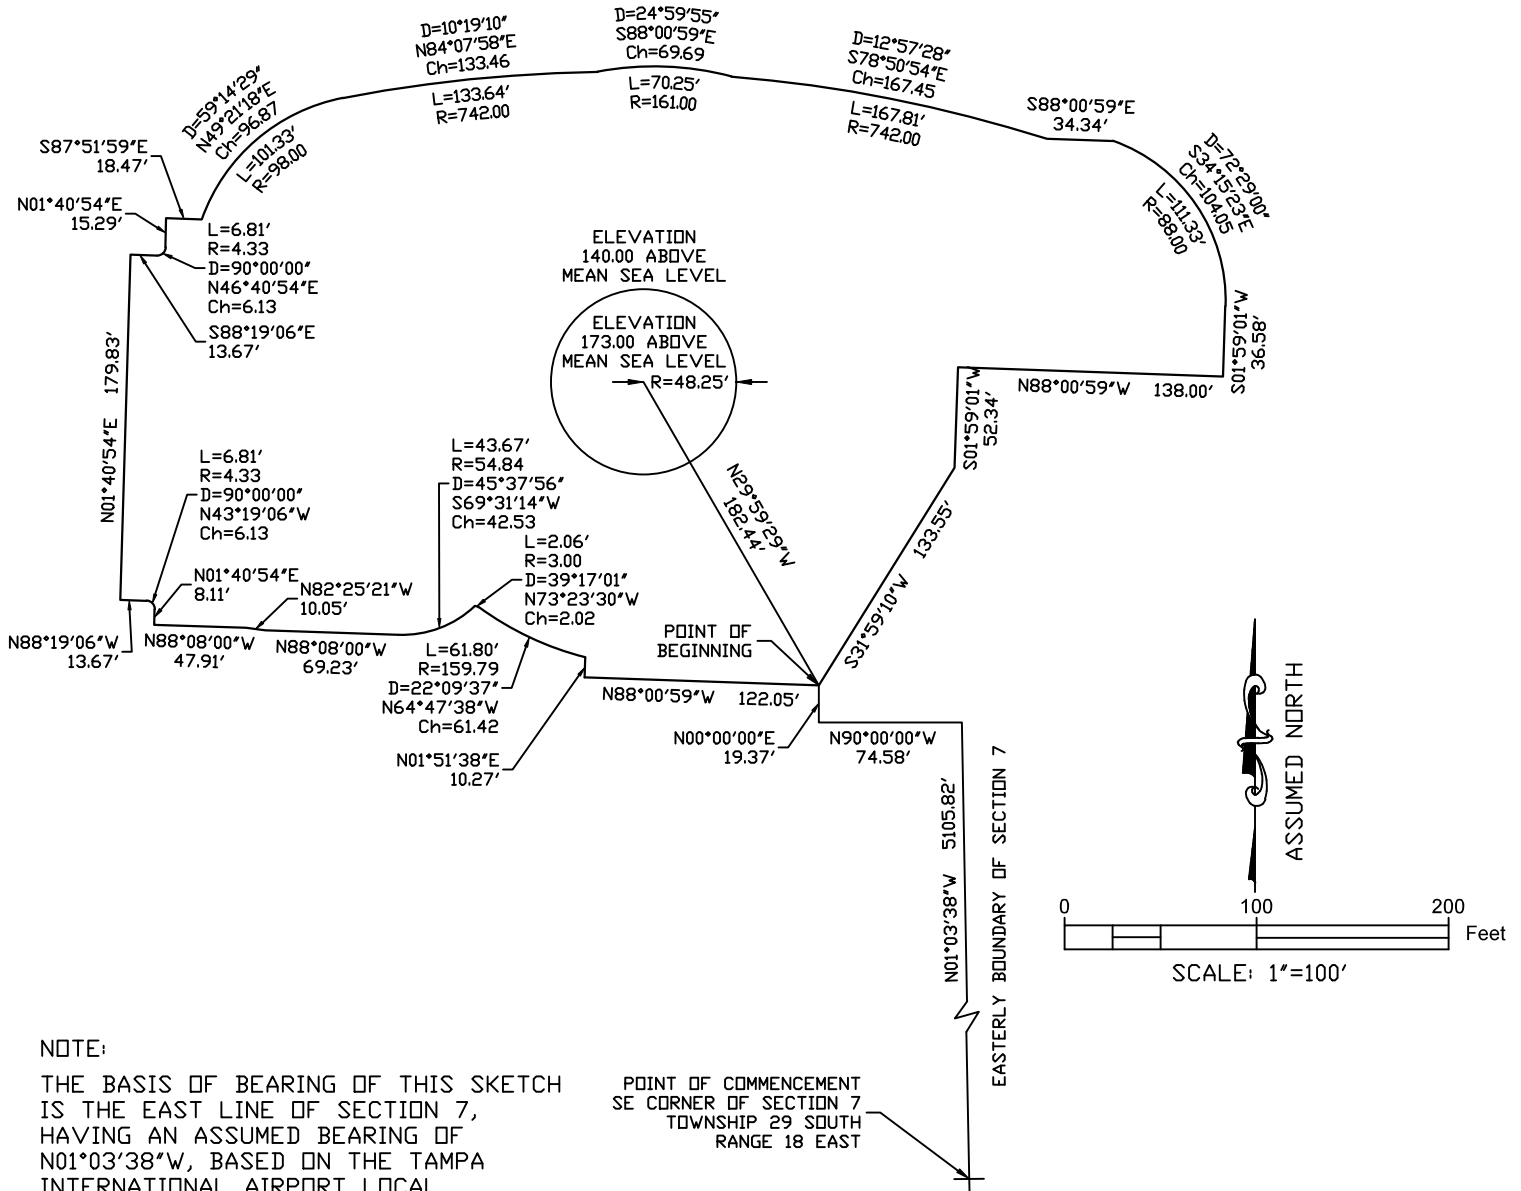 D=10°19'10"
N84°07'58"E
Ch=133.46
L=133.64'
R=742.00
D=24°59'55"
S88°00'59"E
Ch=69.69
L=70.25'
R=161.00
D=12°57'28"
S78°50'54"E
Ch=167.45
L=167.81'
R=742.00
S88°00'59"E
34.34'
D=72°29'00"
S34°15'23"E
Ch=104.05
L=111.33'
R=88.00
D=59°14'29"
N49°21'18"E
Ch=96.87
L=101.33'
R=98.00
S87°51'59"E
18.47'
N01°40'54"E
15.29'
L=6.81'
R=4.33
D=90°00'00"
N46°40'54"E
Ch=6.13
S88°19'06"E
13.67'
N01°40'54"E 179.83'
ELEVATION
140.00 ABOVE
MEAN SEA LEVEL
ELEVATION
173.00 ABOVE
MEAN SEA LEVEL
R=48.25'
S01°59'01"W
36.58'
N88°00'59"W 138.00'
S01°59'01"W
52.34'
N29°59'29"W
182.44'
S31°59'10"W 133.55'
L=6.81'
R=4.33
D=90°00'00"
N43°19'06"W
Ch=6.13
L=43.67'
R=54.84
D=45°37'56"
S69°31'14"W
Ch=42.53
L=2.06'
R=3.00
D=39°17'01"
N73°23'30"W
Ch=2.02
N01°40'54"E
8.11'
N82°25'21"W
10.05'
N88°19'06"W
13.67'
N88°08'00"W
47.91'
N88°08'00"W
69.23'
L=61.80'
R=159.79
D=22°09'37"
N64°47'38"W
Ch=61.42
POINT OF
BEGINNING
N88°00'59"W 122.05'
N01°51'38"E
10.27'
N00°00'00"E
19.37'
N90°00'00"W
74.58'
N01°03'38"W 5105.82'
EASTERLY BOUNDARY OF SECTION 7
ASSUMED NORTH
0 100 200
Feet
SCALE: 1"=100'
POINT OF COMMENCEMENT
SE CORNER OF SECTION 7
TOWNSHIP 29 SOUTH
RANGE 18 EAST
NOTE:
THE BASIS OF BEARING OF THIS SKETCH
IS THE EAST LINE OF SECTION 7,
HAVING AN ASSUMED BEARING OF
N01°03'38"W, BASED ON THE TAMPA
INTERNATIONAL AIRPORT LOCAL